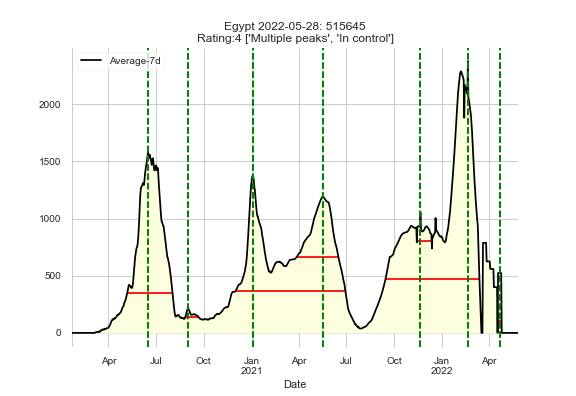 Egypt 2022-05-28: 515645
Rating:4 ['Multiple peaks', 'In control']
Average-7d
2500
2000
1500
1000
500
0
Apr Jul Oct Jan Apr Jul Oct Jan Apr
2021 2022
Date